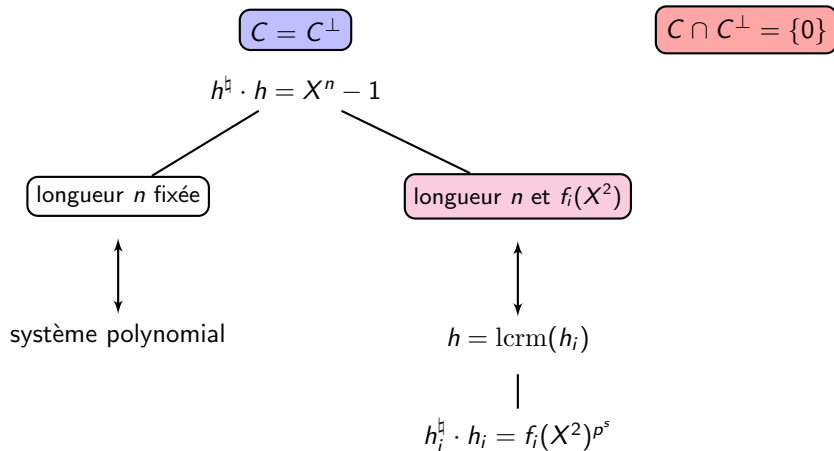 C = C^⊥
C ∩ C^⊥ = {0}
h^♮ · h = X^n − 1
longueur n fixée
longueur n et f_i(X^2)
système polynomial
h = lcrm(h_i)
h_i^♮ · h_i = f_i(X^2)^{p^s}